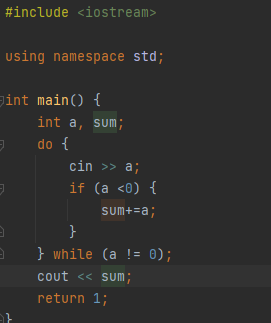 #include <iostream>
using namespace std;
int main() {
    int a, sum;
    do {
        cin >> a;
        if (a <0) {
            sum+=a;
        }
    } while (a != 0);
    cout << sum;
    return 1;
}